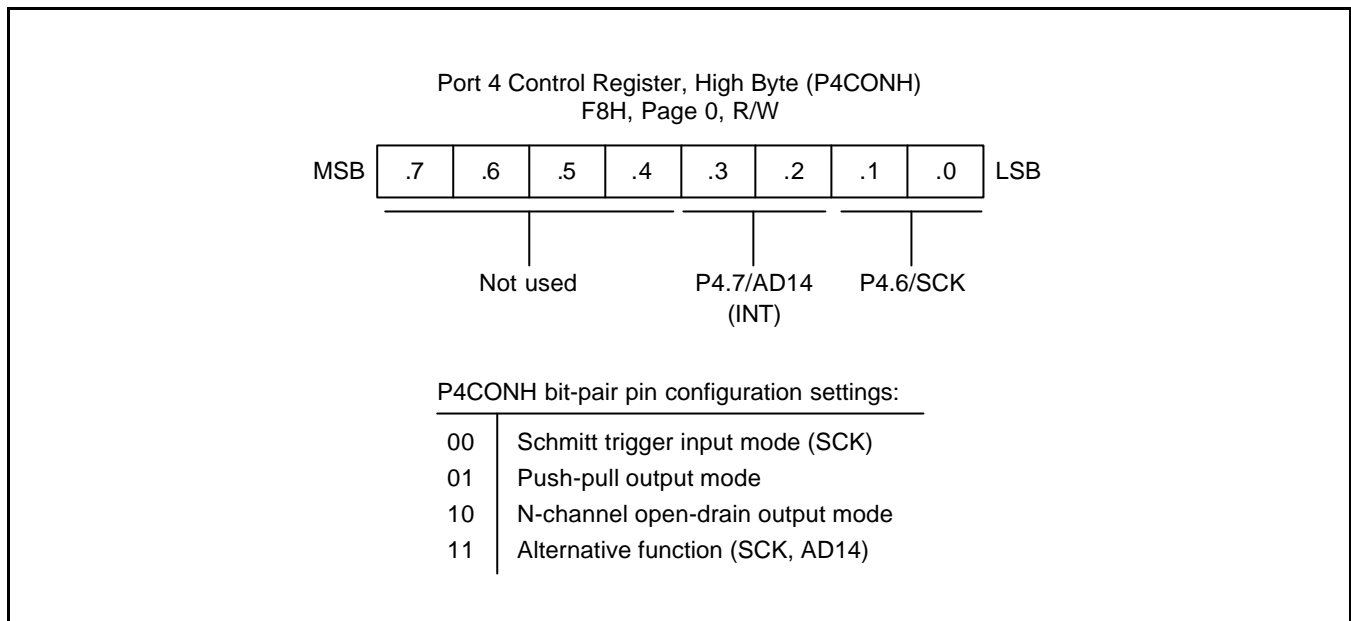 Port 4 Control Register, High Byte (P4CONH)
F8H, Page 0, R/W
MSB .7 .6 .5 .4 .3 .2 .1 .0 LSB
Not used P4.7/AD14 P4.6/SCK
(INT)
P4CONH bit-pair pin configuration settings:
00 Schmitt trigger input mode (SCK)
01 Push-pull output mode
10 N-channel open-drain output mode
11 Alternative function (SCK, AD14)